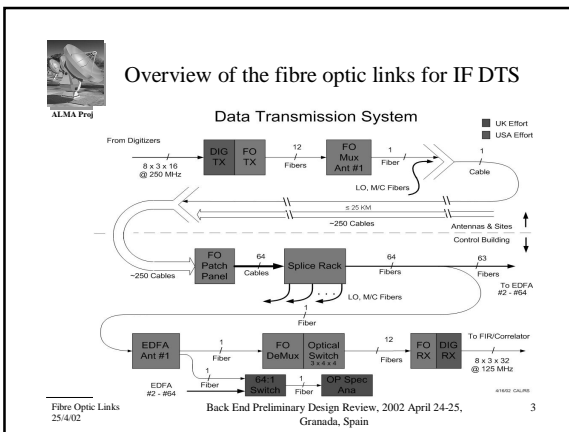 ALMA Proj
Overview of the fibre optic links for IF DTS
Data Transmission System
UK Effort
USA Effort
From Digitizers
8 x 3 x 16
@ 250 MHz
DIG
TX
FO
TX
12
Fibers
FO
Mux
Ant #1
1
Fiber
LO, M/C Fibers
1
Cable
≤ 25 KM
~250 Cables
Antennas & Sites
Control Building
~250 Cables
FO
Patch
Panel
64
Cables
Splice Rack
64
Fibers
63
Fibers
To EDFA
#2 - #64
. . .
LO, M/C Fibers
1
Fiber
EDFA
Ant #1
1
Fiber
FO
DeMux
Optical
Switch
3 x 4 x 4
12
Fibers
FO
RX
DIG
RX
To FIR/Correlator
8 x 3 x 32
@ 125 MHz
1
Fiber
EDFA
#2 - #64
64:1
Switch
1
Fiber
OP Spec
Ana
4/16/02 CAL/RS
Fibre Optic Links
25/4/02
Back End Preliminary Design Review, 2002 April 24-25,
Granada, Spain
3